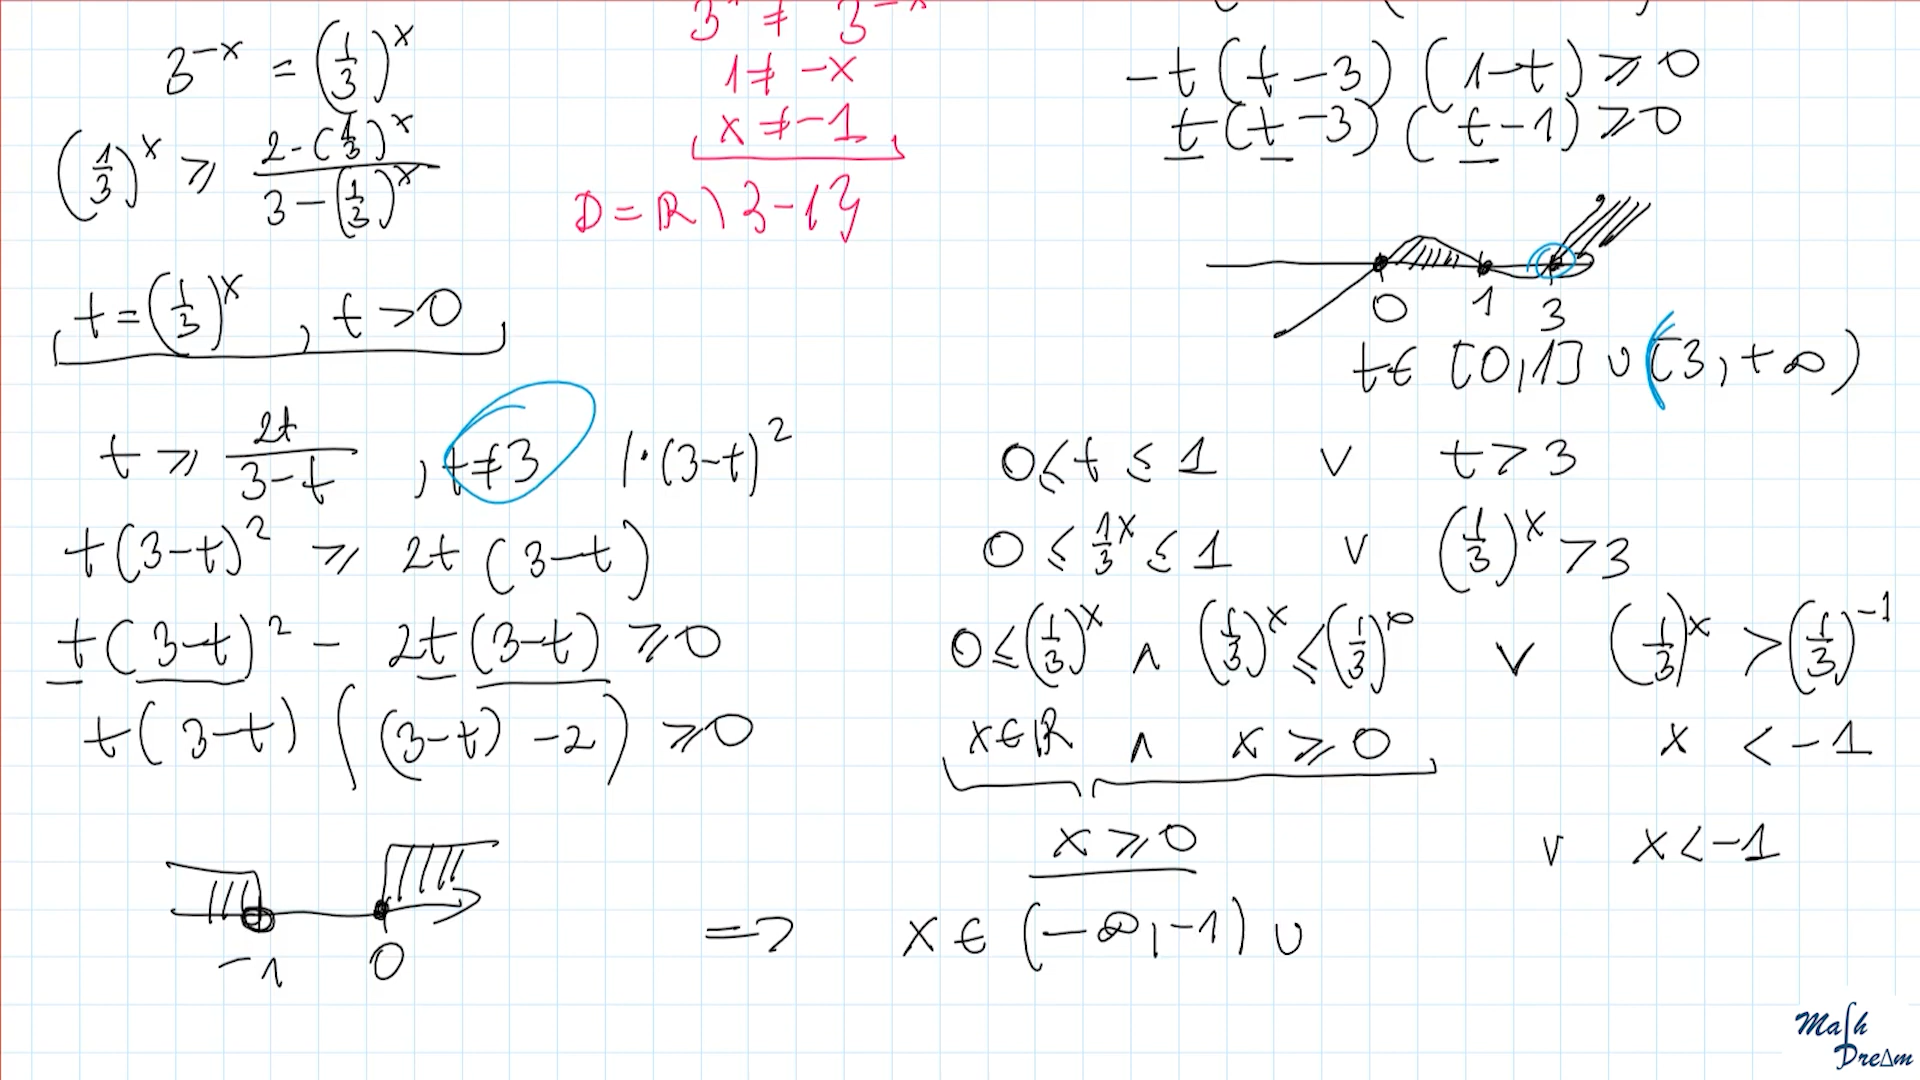 3^{-x} = (1/3)^x
(1/3)^x ⩾ (2-(1/3)^x)/(3-(1/3)^x)
t = (1/3)^x , t > 0
t ⩾ 2t/(3-t) , t ≠ 3 /·(3-t)^2
t(3-t)^2 ⩾ 2t(3-t)
t(3-t)^2 - 2t(3-t) ⩾ 0
t(3-t)((3-t)-2) ⩾ 0
-1 0
3^1 ≠ 3^{-x}
1 ≠ -x
x ≠ -1
D = ℝ \ {-1}
-t(t-3)(1-t) ⩾ 0
t(t-3)(t-1) ⩾ 0
0 1 3
t ∈ [0,1] ∪ (3,+∞)
0 ≤ t ≤ 1 ∨ t > 3
0 ≤ 1/3^x ≤ 1 ∨ (1/3)^x > 3
0 ≤ (1/3)^x ∧ (1/3)^x ≤ (1/3)^0 ∨ (1/3)^x > (1/3)^{-1}
x ∈ ℝ ∧ x ⩾ 0 x < -1
x ⩾ 0 ∨ x < -1
=> x ∈ (-∞,-1) ∪
Math
Dre∆m